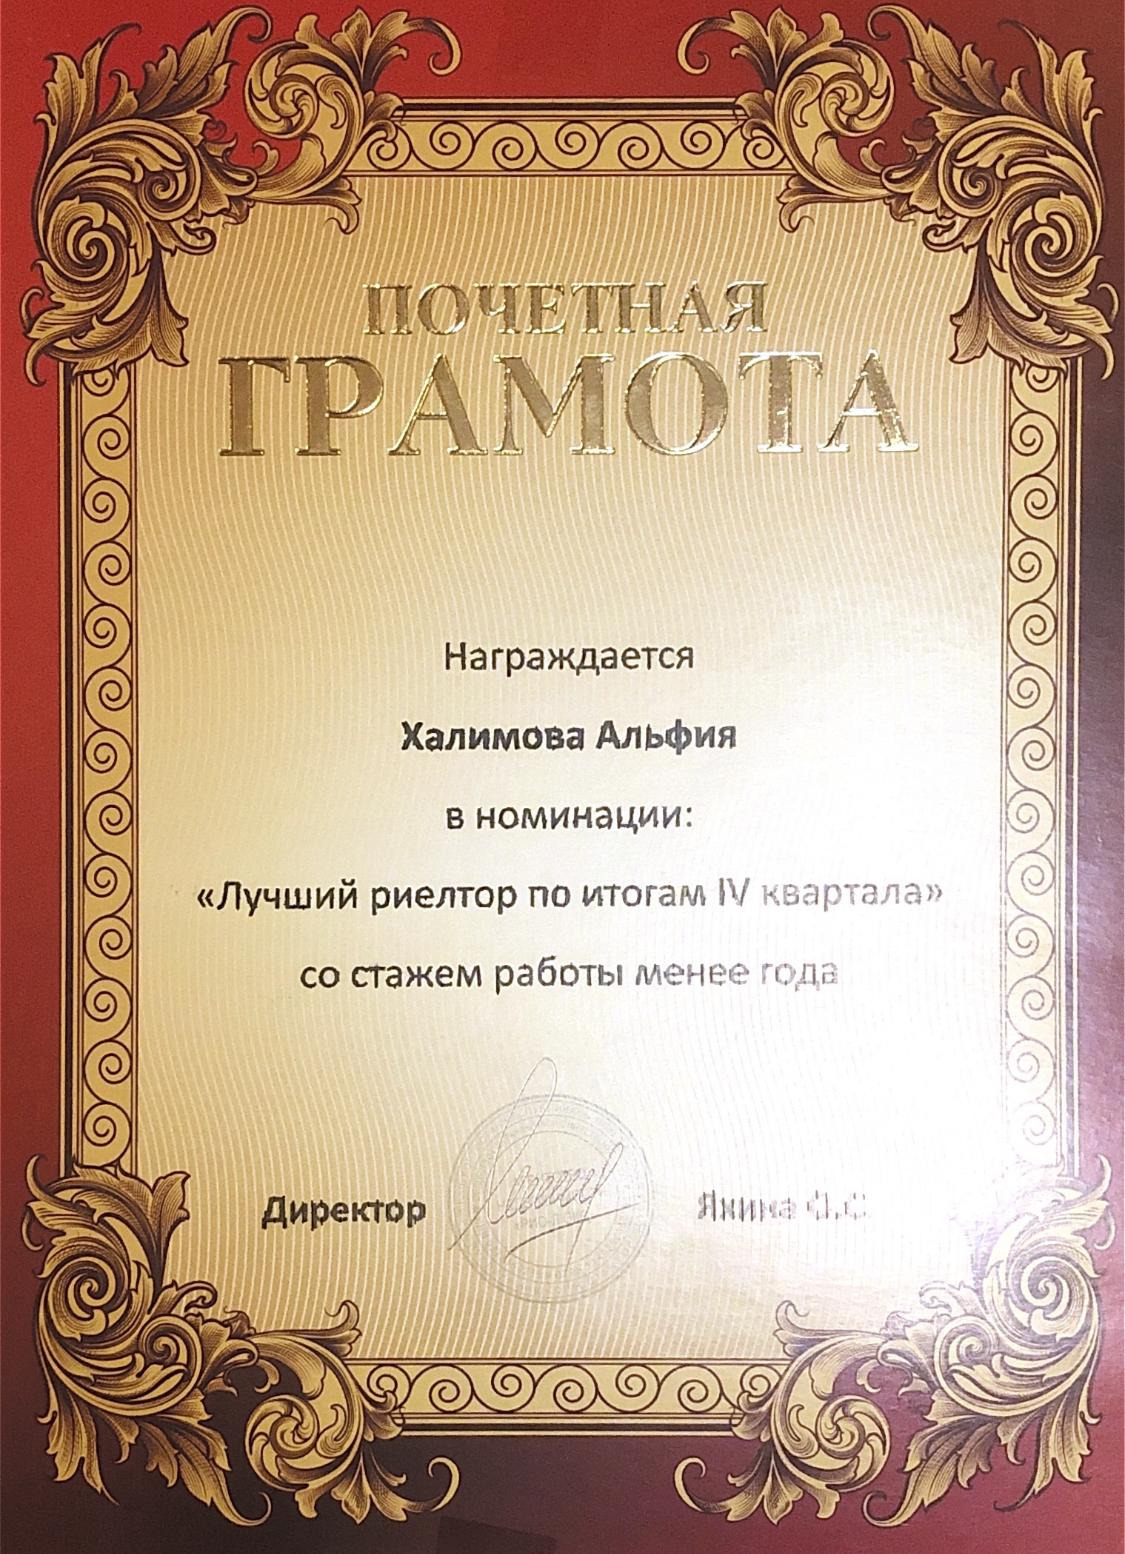 ПОЧЕТНАЯ
ГРАМОТА
Награждается
Халимова Альфия
в номинации:
«Лучший риелтор по итогам IV квартала»
со стажем работы менее года
Директор